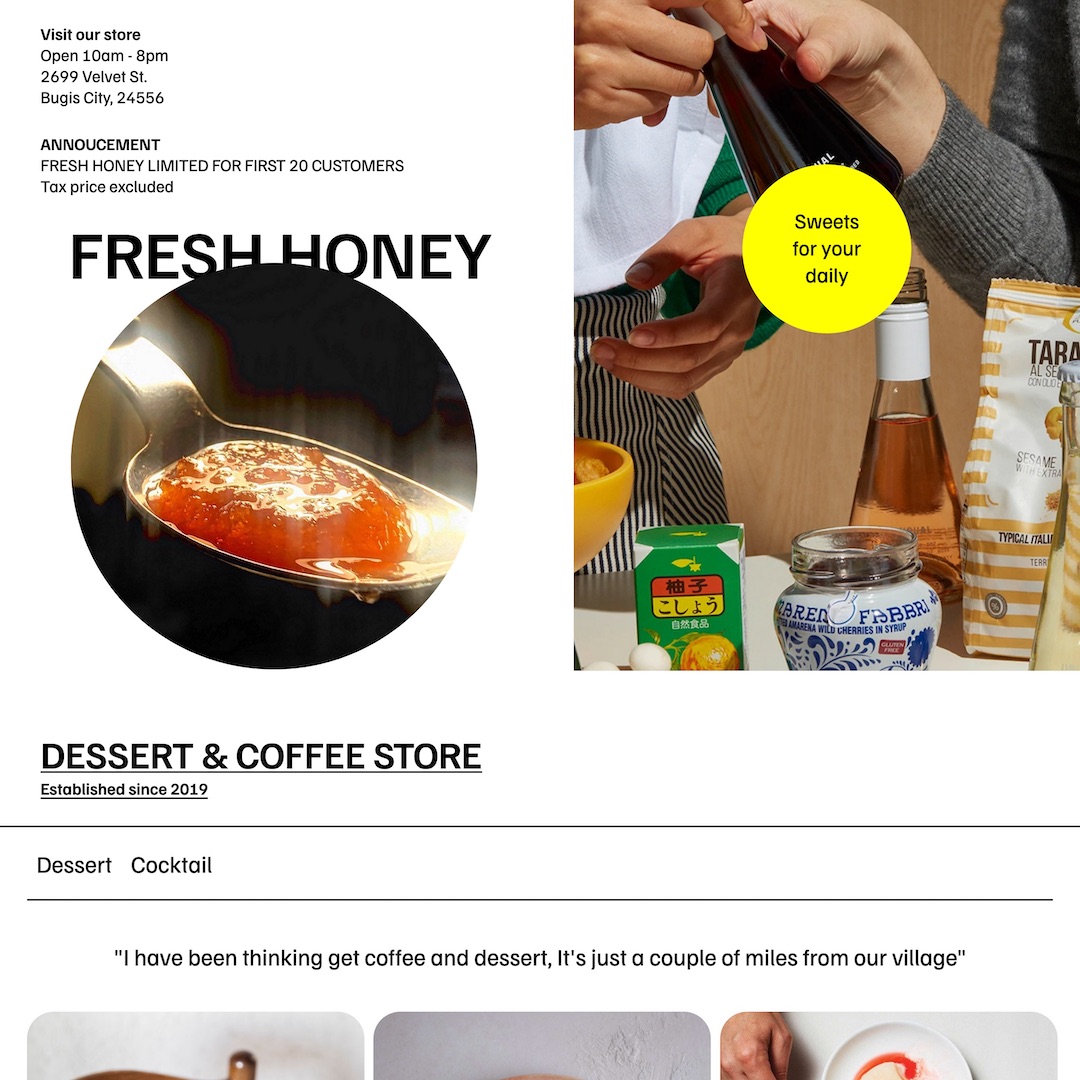 Visit our store
Open 10am - 8pm
2699 Velvet St.
Bugis City, 24556
ANNOUCEMENT
FRESH HONEY LIMITED FOR FIRST 20 CUSTOMERS
Tax price excluded
FRESH HONEY
Sweets
for your
daily
AL SE
SESAME
WITH EXTRA
柚子
こしょう
自然食品
FABBRI
AMARENA WILD CHERRIES IN SYRUP
GLUTEN
FREE
DESSERT & COFFEE STORE
Established since 2019
Dessert Cocktail
"I have been thinking get coffee and dessert, It's just a couple of miles from our village"